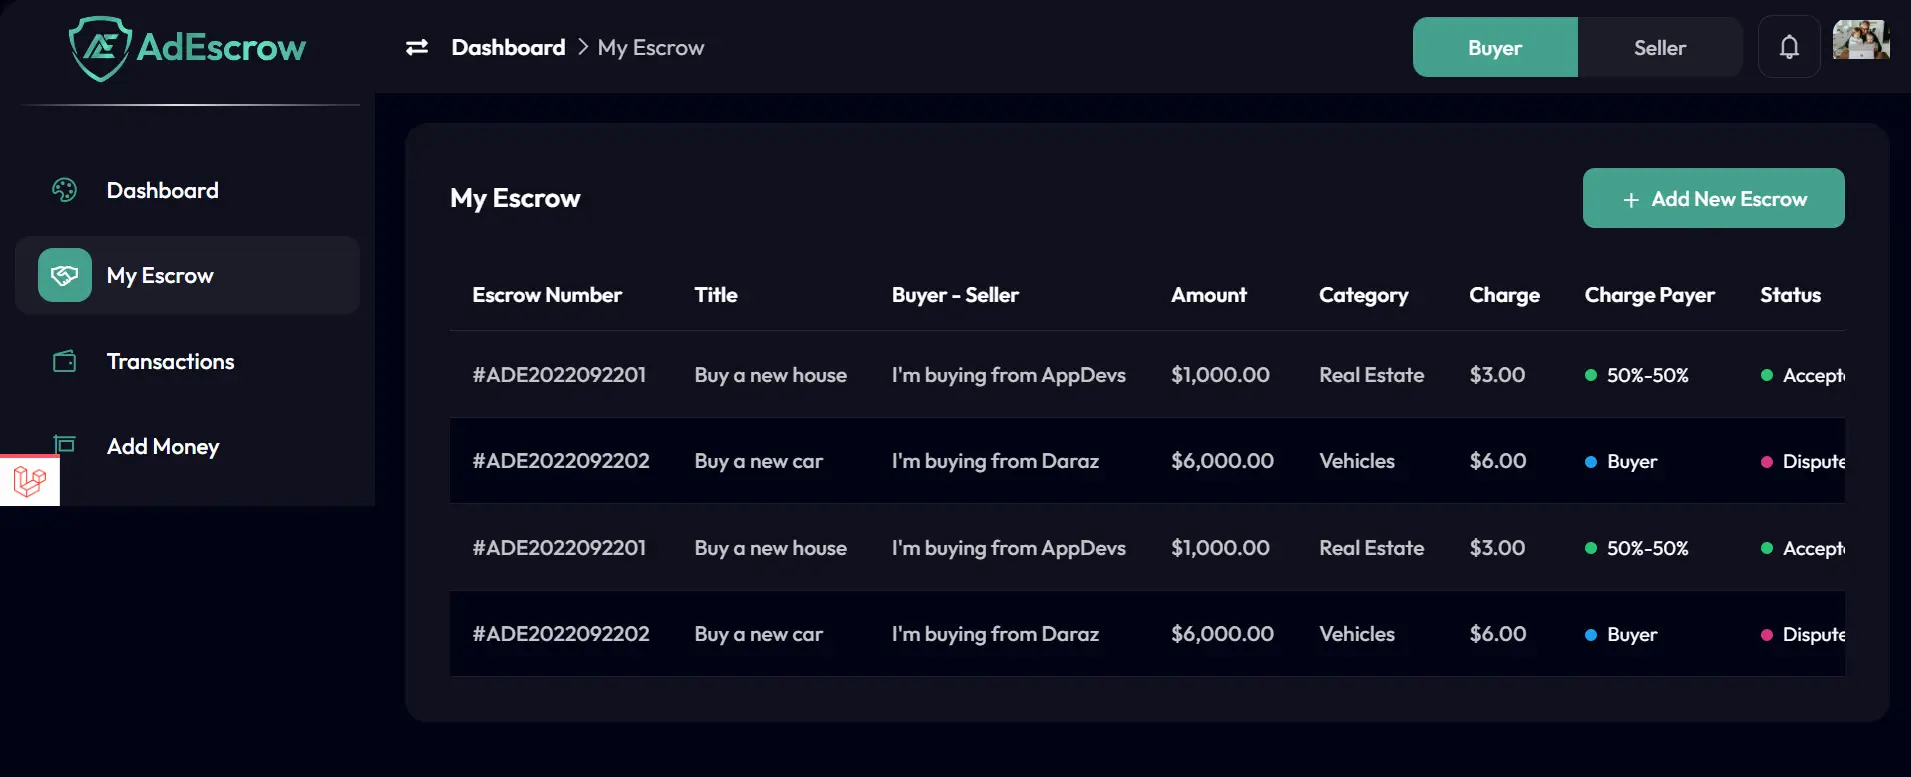 AdEscrow
Dashboard > My Escrow
Buyer
Seller
Dashboard
My Escrow
Transactions
Add Money
My Escrow
+ Add New Escrow
Escrow Number Title Buyer - Seller Amount Category Charge Charge Payer Status
#ADE2022092201 Buy a new house I'm buying from AppDevs $1,000.00 Real Estate $3.00 50%-50% Accept
#ADE2022092202 Buy a new car I'm buying from Daraz $6,000.00 Vehicles $6.00 Buyer Dispute
#ADE2022092201 Buy a new house I'm buying from AppDevs $1,000.00 Real Estate $3.00 50%-50% Accept
#ADE2022092202 Buy a new car I'm buying from Daraz $6,000.00 Vehicles $6.00 Buyer Dispute